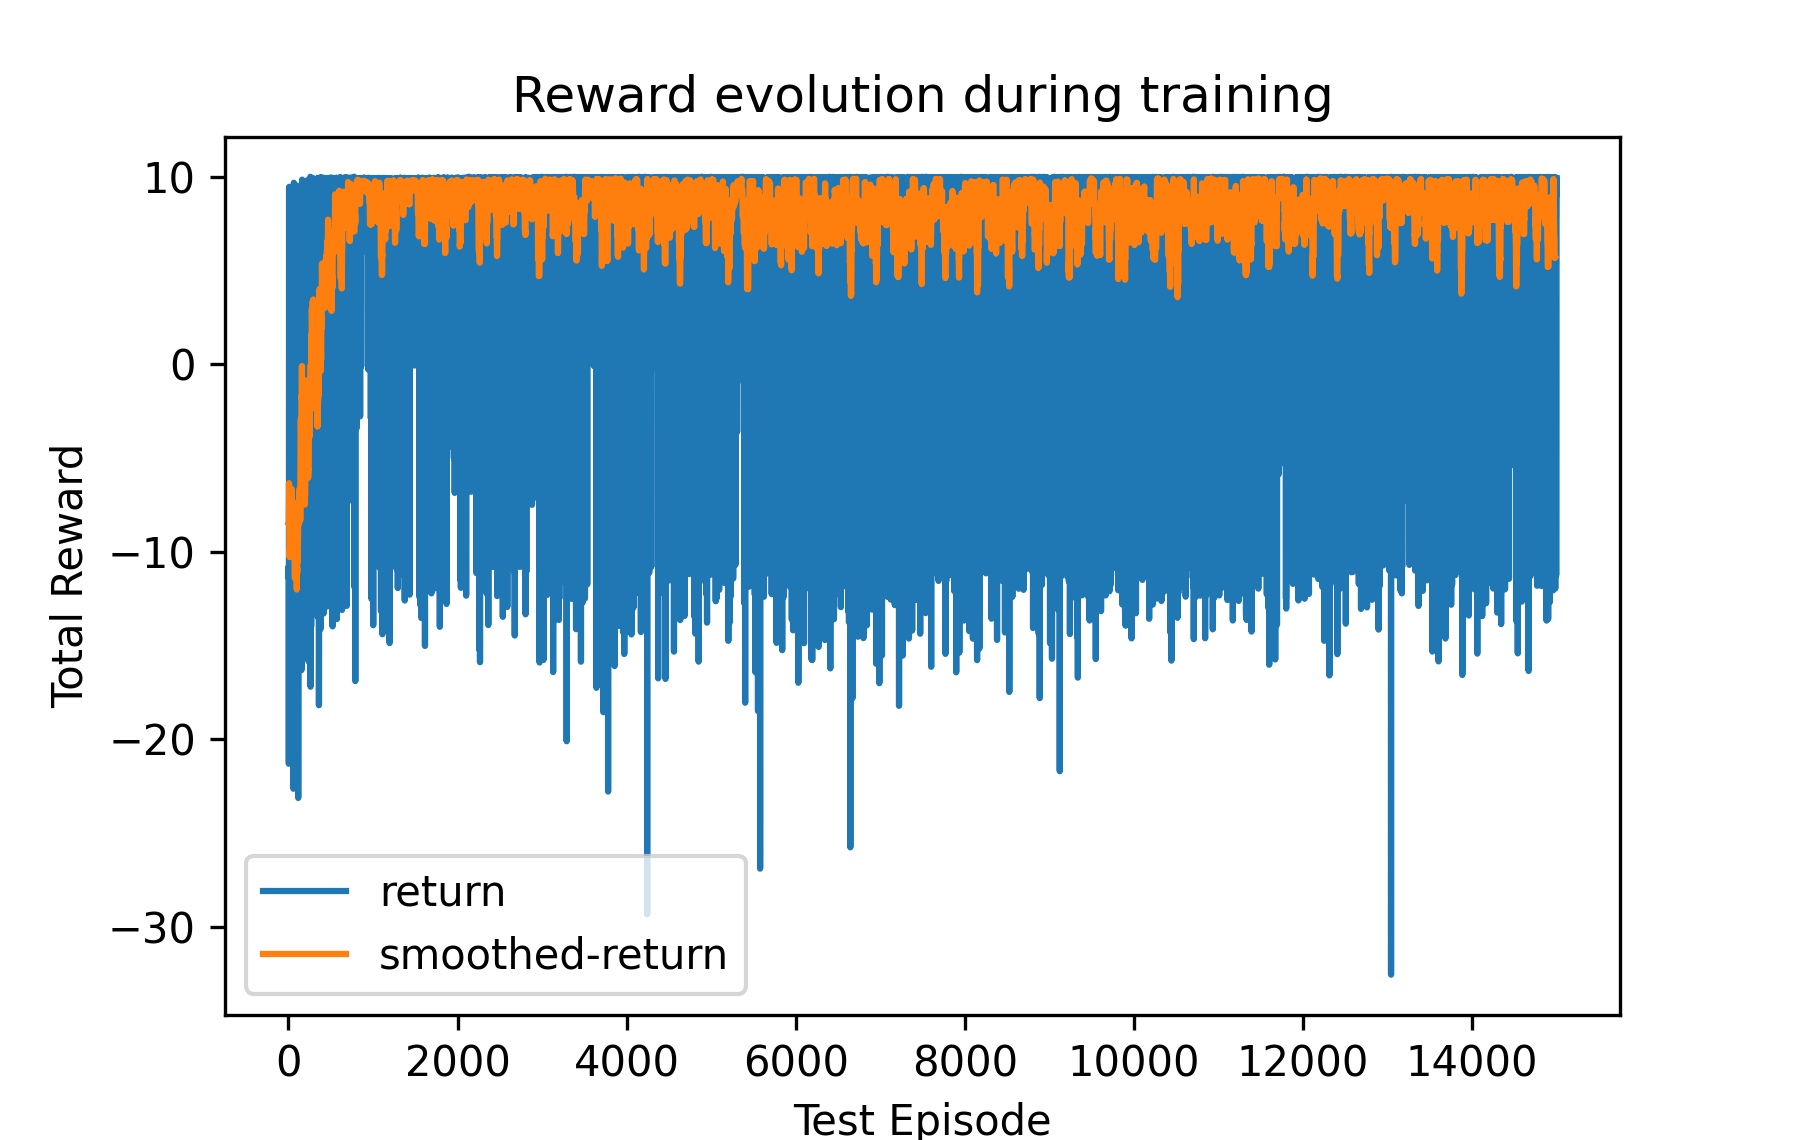 Reward evolution during training
10
0
−10
−20
−30
Total Reward
return
smoothed-return
0 2000 4000 6000 8000 10000 12000 14000
Test Episode